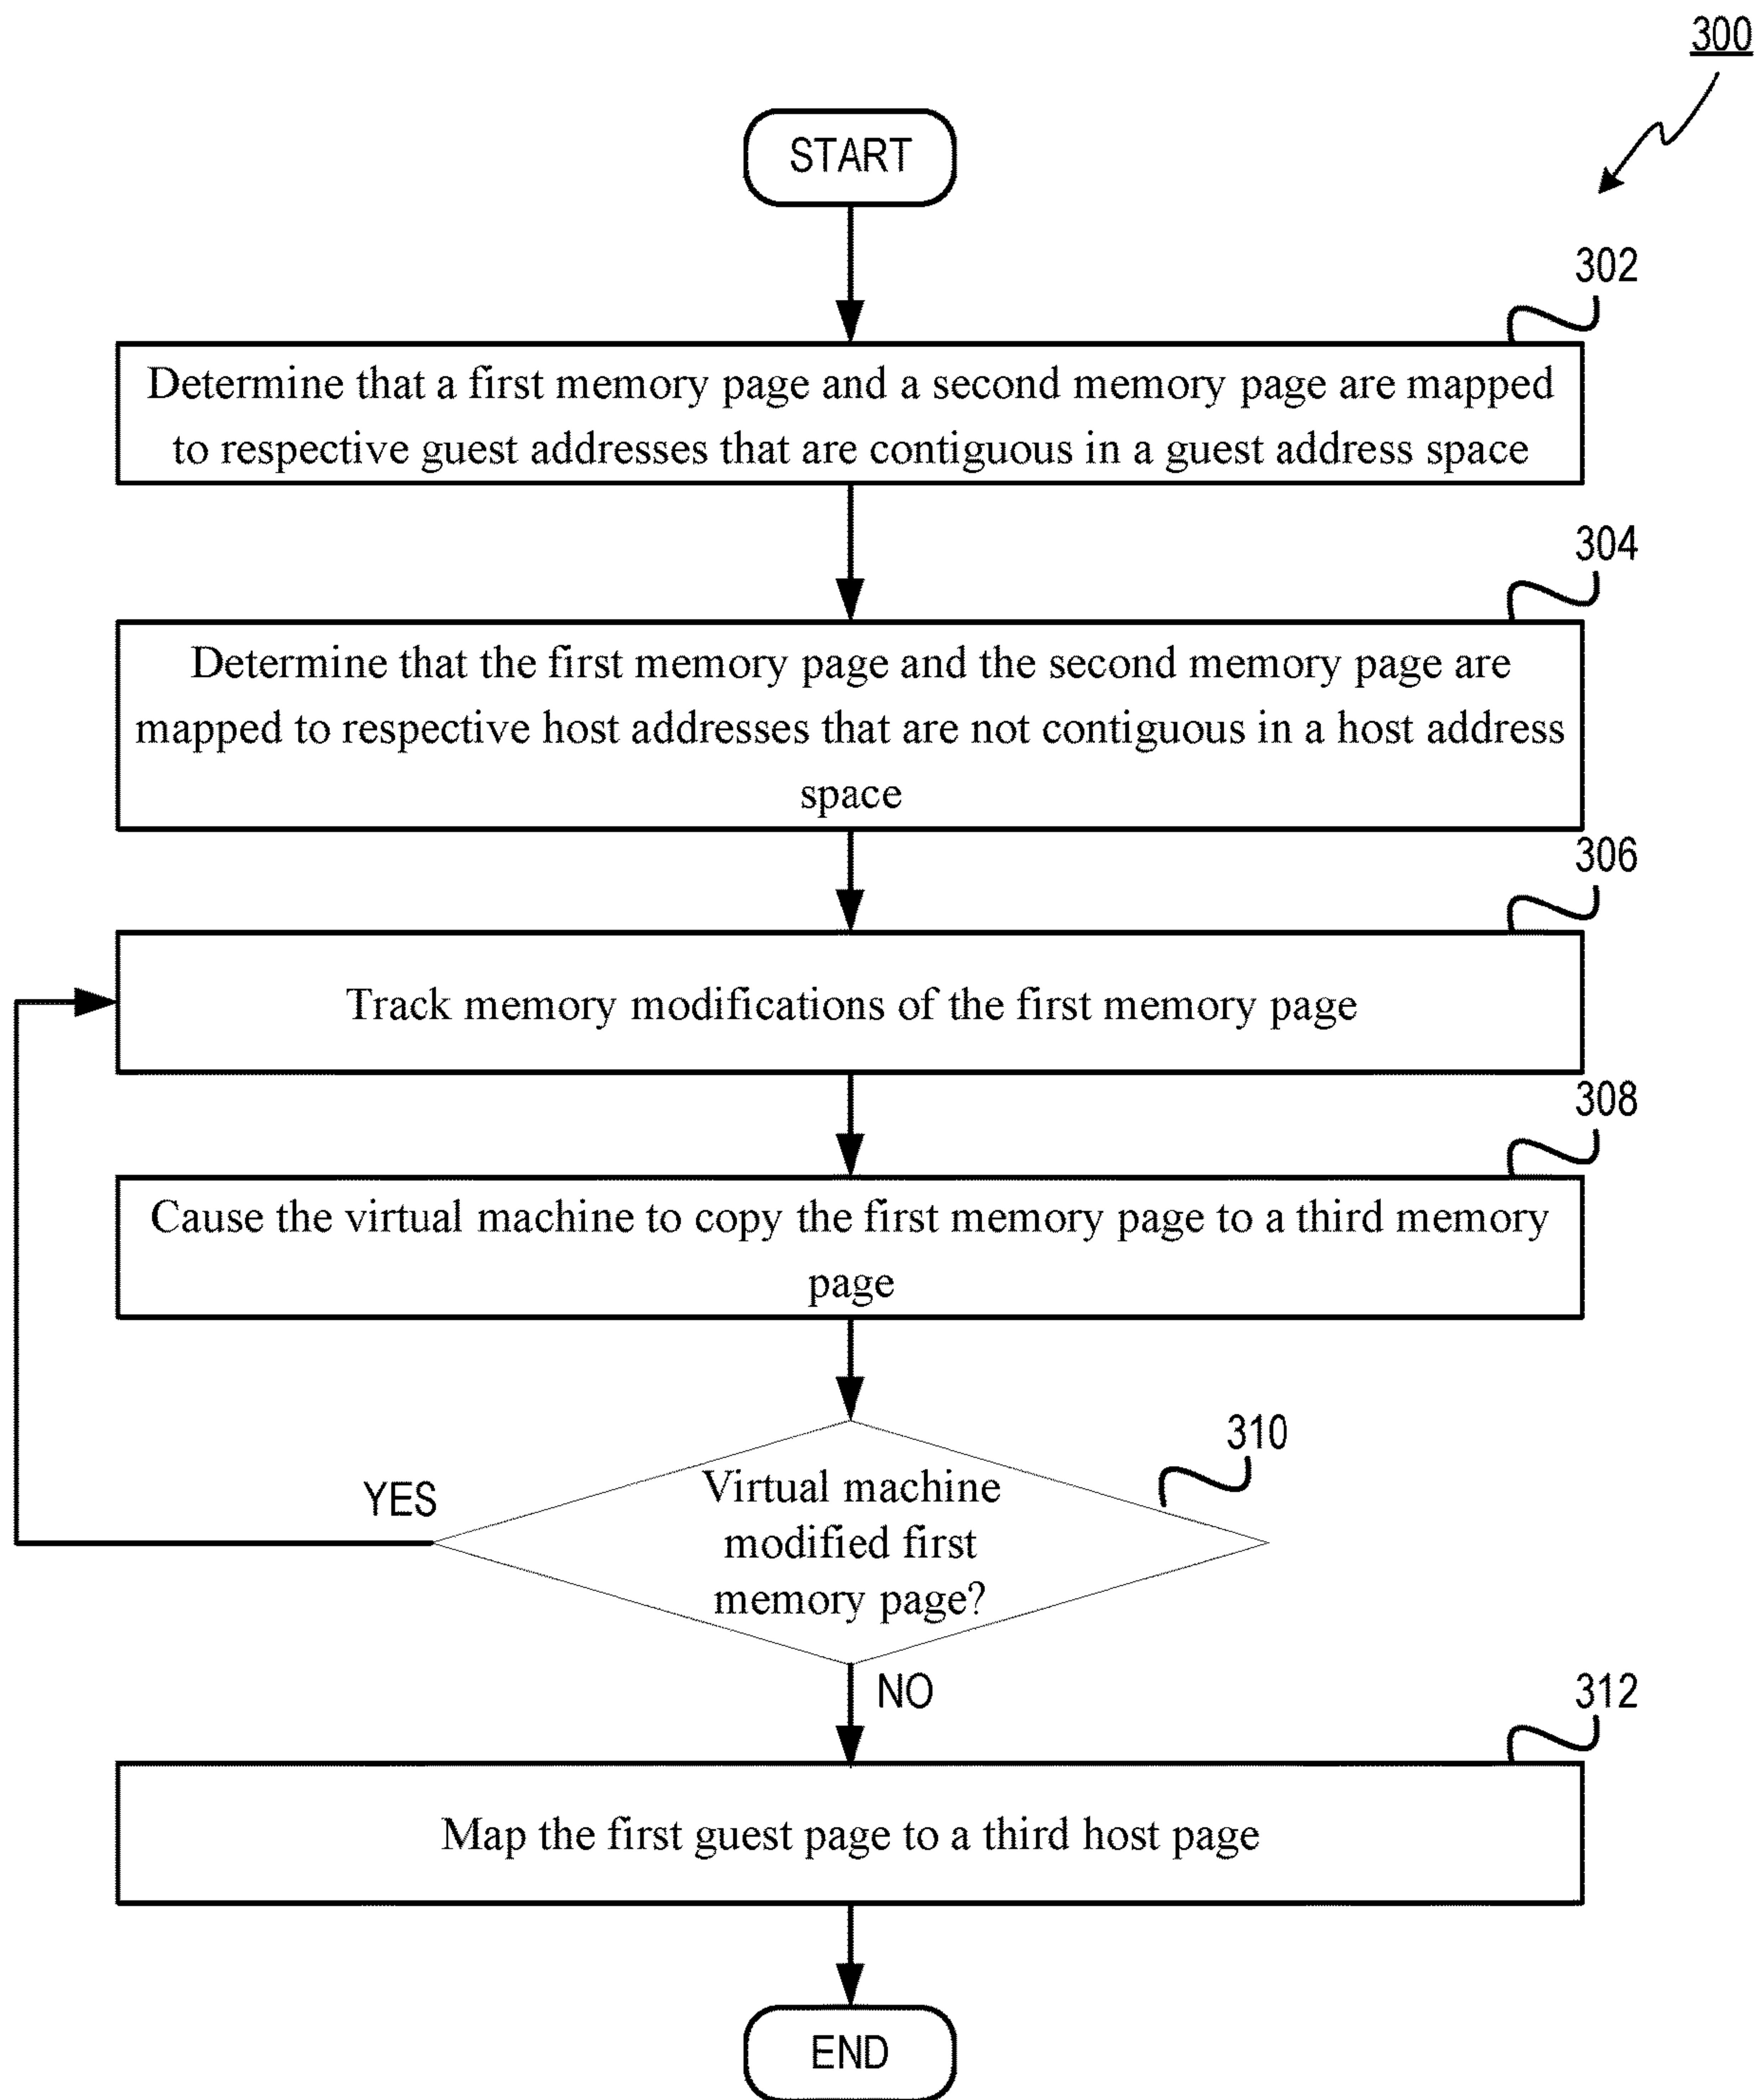 300
START
302
Determine that a first memory page and a second memory page are mapped
to respective guest addresses that are contiguous in a guest address space
304
Determine that the first memory page and the second memory page are
mapped to respective host addresses that are not contiguous in a host address
space
306
Track memory modifications of the first memory page
308
Cause the virtual machine to copy the first memory page to a third memory
page
310
YES
Virtual machine
modified first
memory page?
NO
312
Map the first guest page to a third host page
END